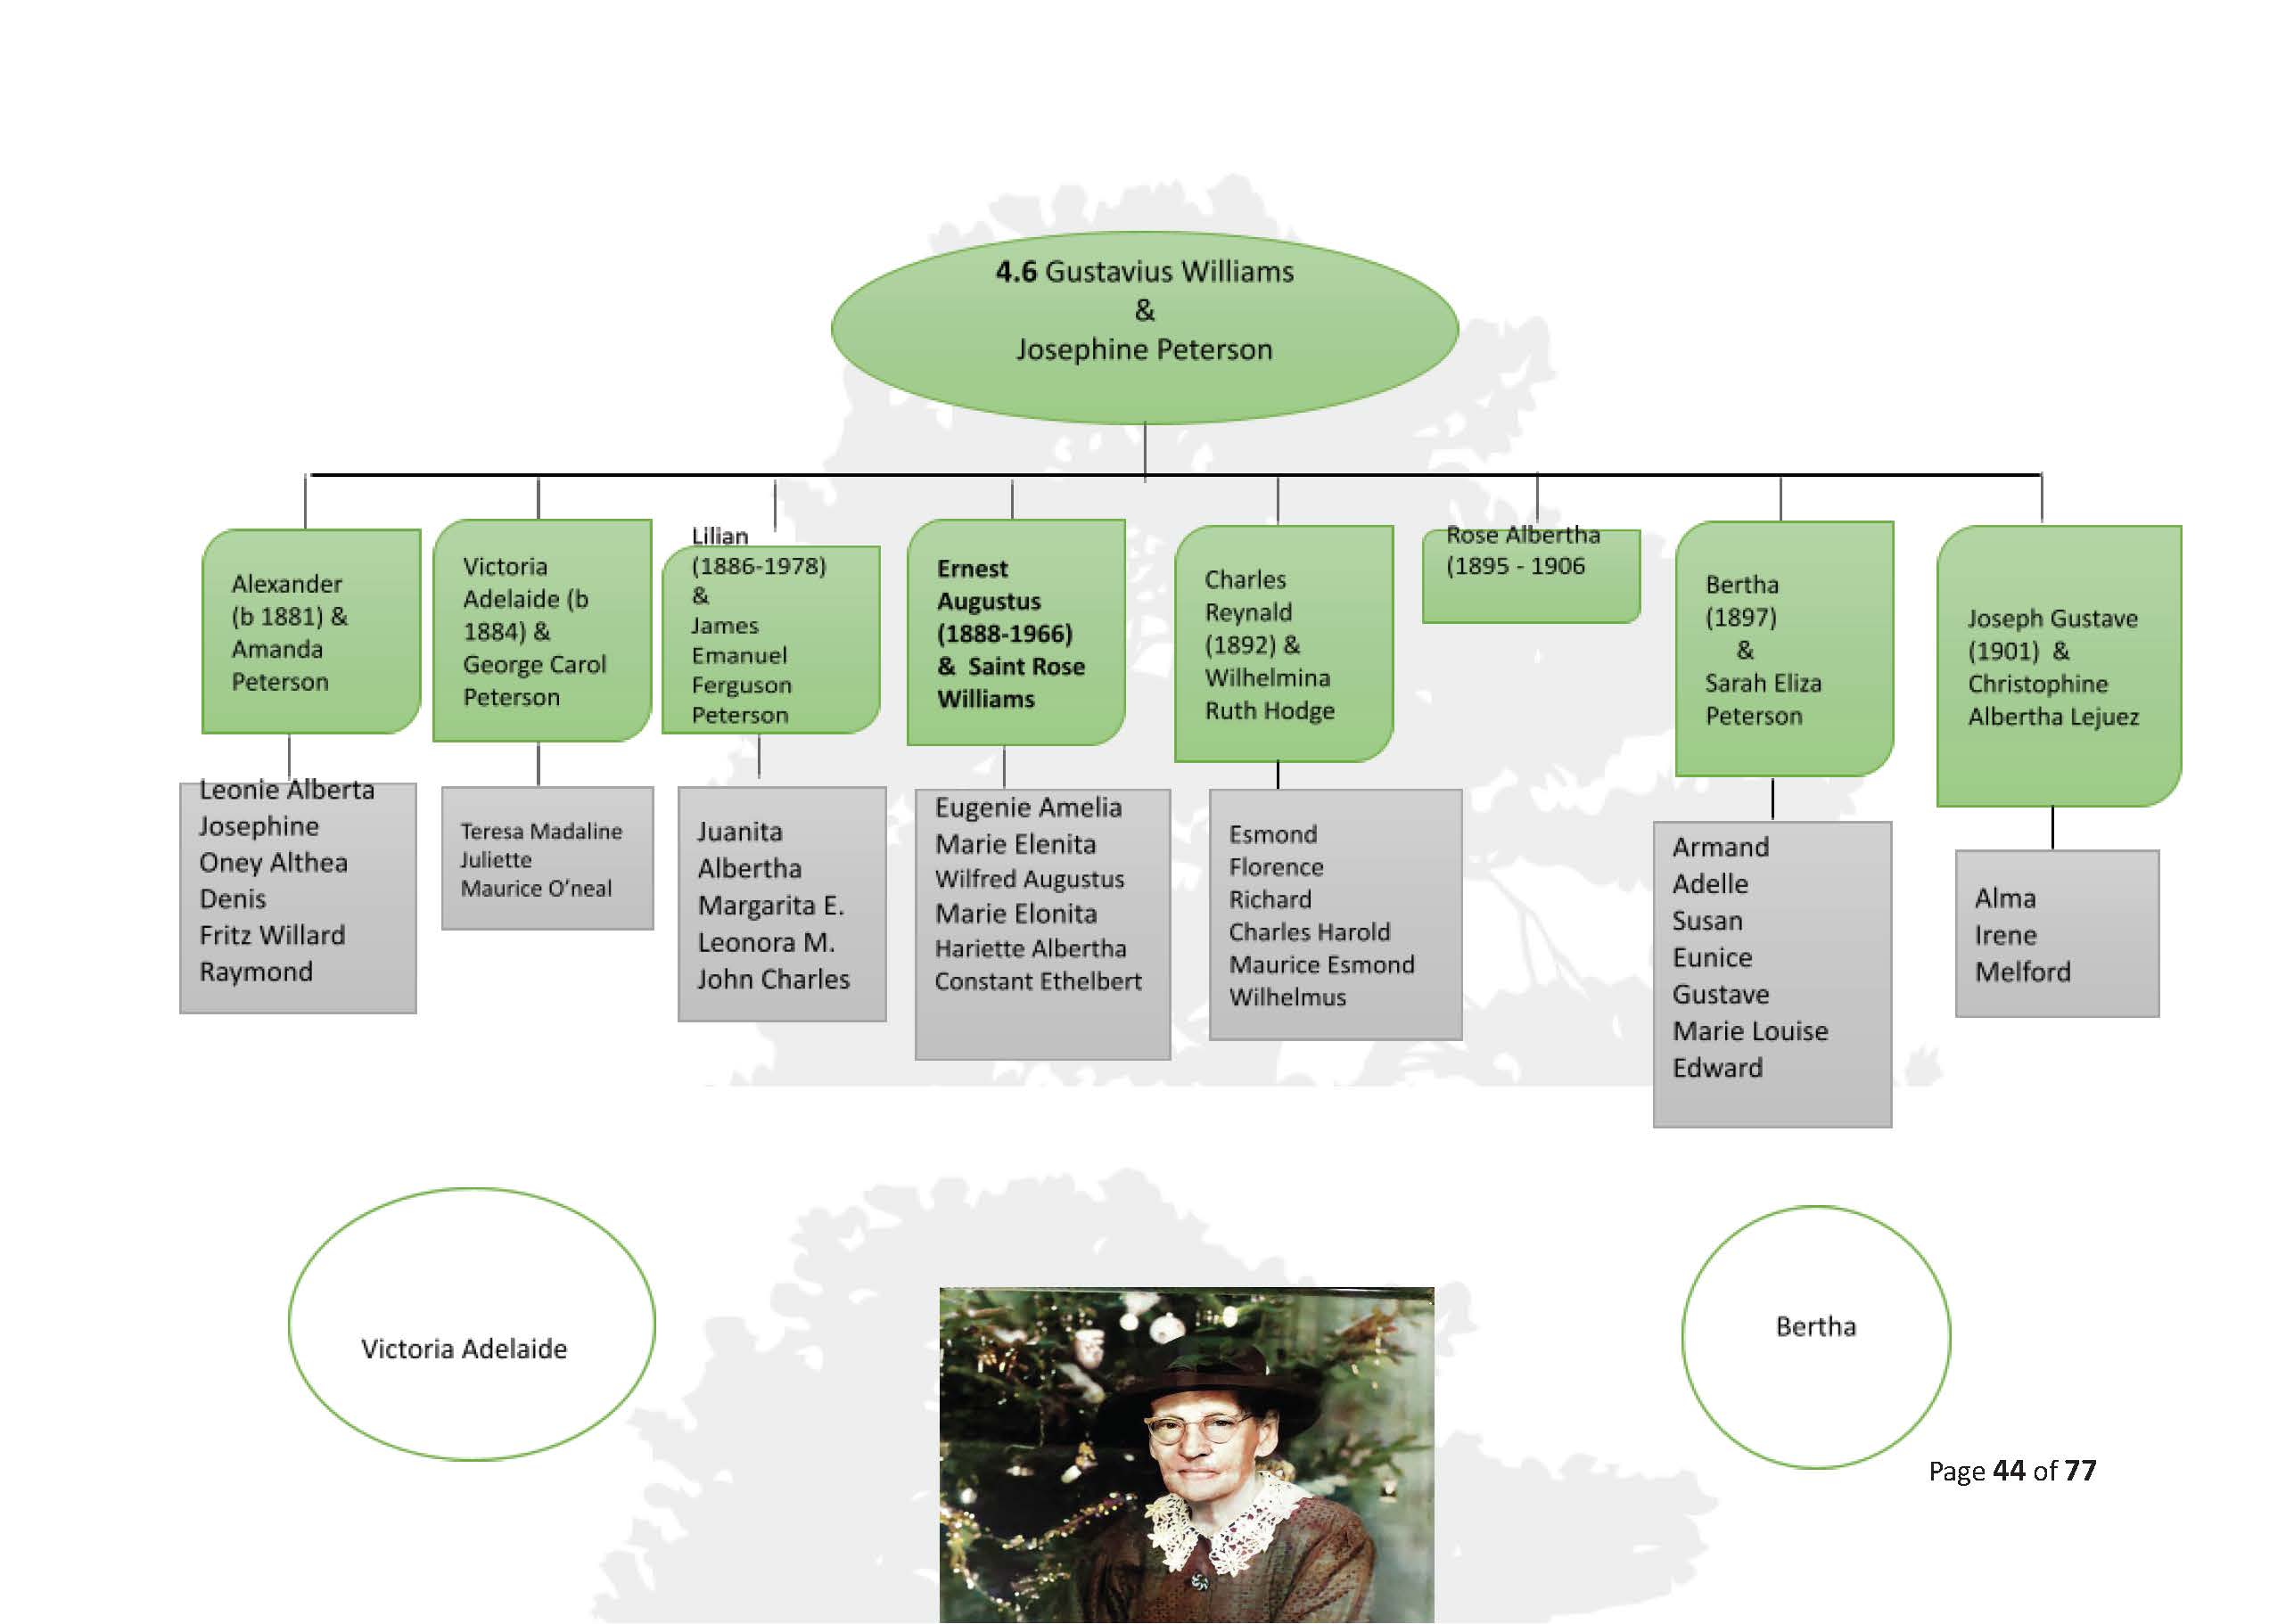 4.6 Gustavius Williams
&
Josephine Peterson
Alexander
(b 1881) &
Amanda
Peterson
Victoria
Adelaide (b
1884) &
George Carol
Peterson
Lilian
(1886-1978)
&
James
Emanuel
Ferguson
Peterson
Ernest
Augustus
(1888-1966)
& Saint Rose
Williams
Charles
Reynald
(1892) &
Wilhelmina
Ruth Hodge
Rose Albertha
(1895 - 1906
Bertha
(1897)
&
Sarah Eliza
Peterson
Joseph Gustave
(1901) &
Christophine
Albertha Lejuez
Leonie Alberta
Josephine
Oney Althea
Denis
Fritz Willard
Raymond
Teresa Madaline
Juliette
Maurice O’neal
Juanita
Albertha
Margarita E.
Leonora M.
John Charles
Eugenie Amelia
Marie Elenita
Wilfred Augustus
Marie Elonita
Hariette Albertha
Constant Ethelbert
Esmond
Florence
Richard
Charles Harold
Maurice Esmond
Wilhelmus
Armand
Adelle
Susan
Eunice
Gustave
Marie Louise
Edward
Alma
Irene
Melford
Victoria Adelaide
Bertha
Page 44 of 77